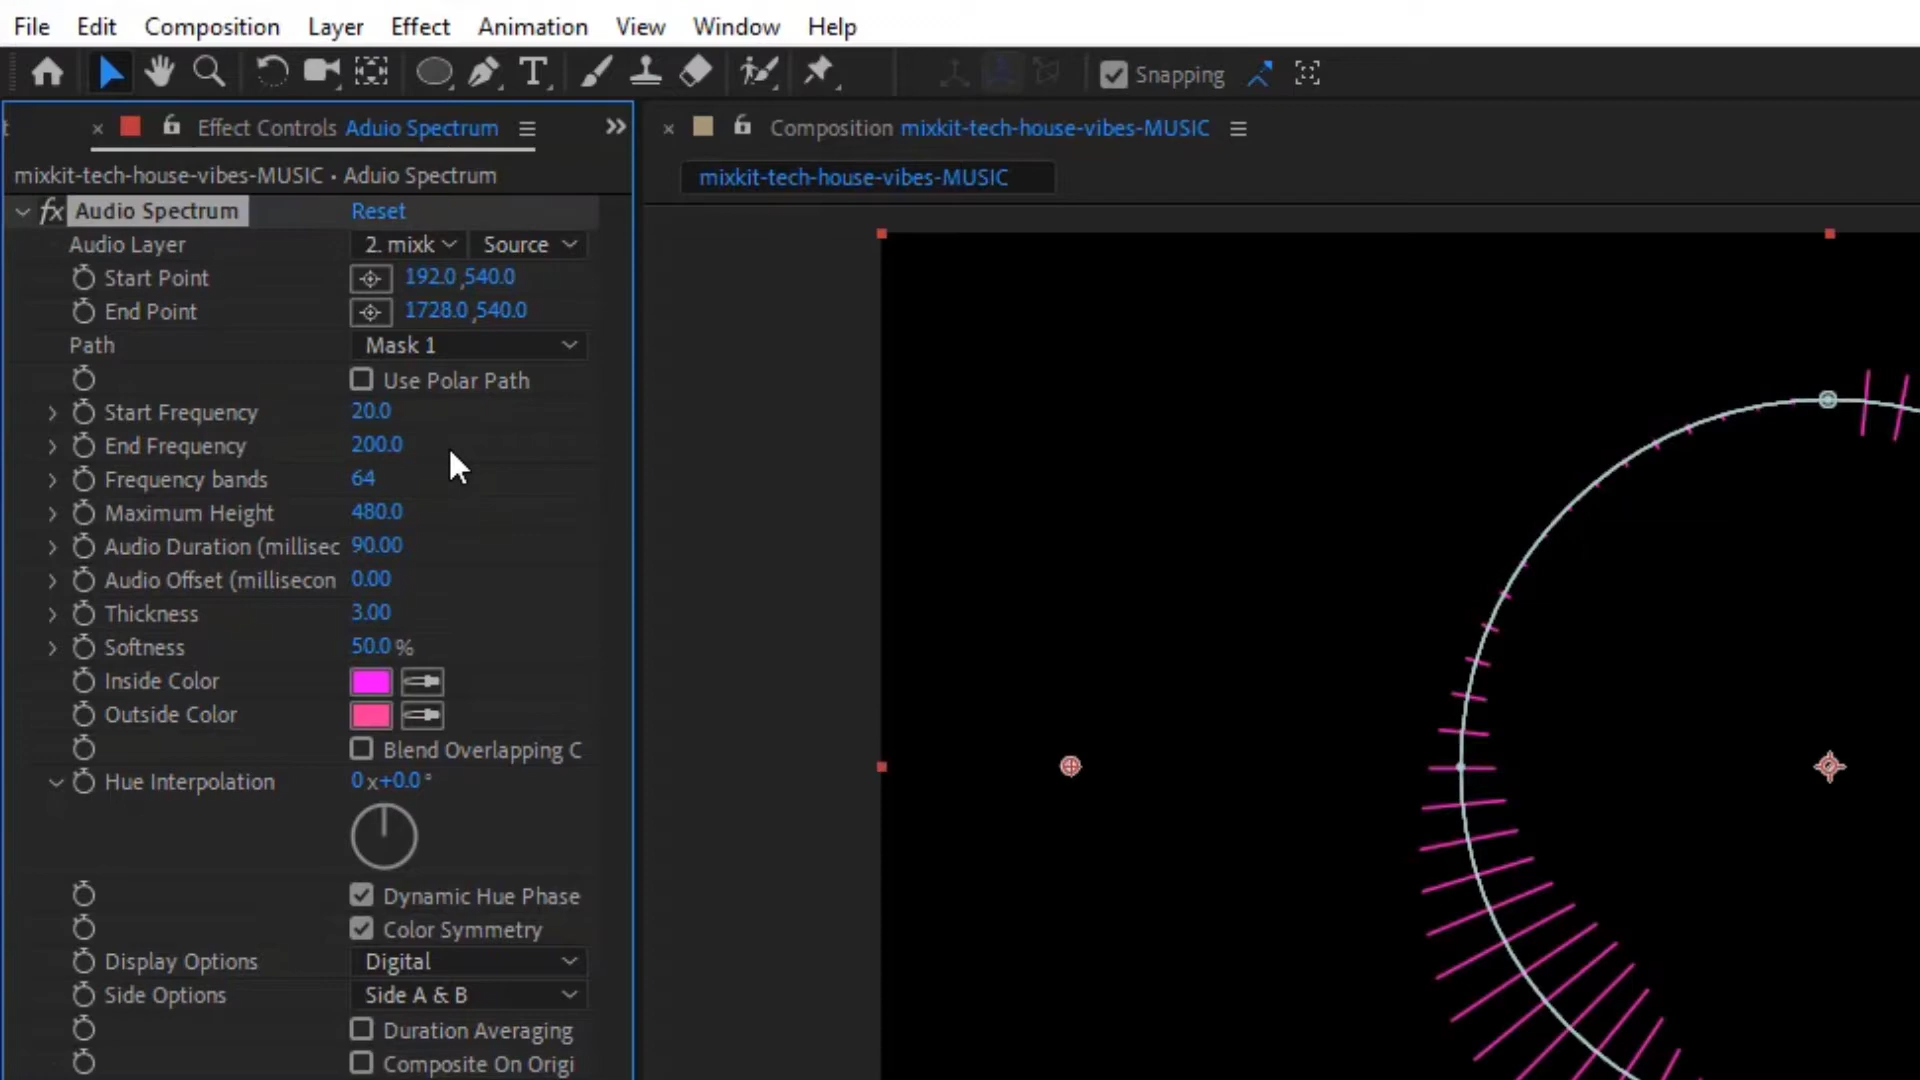 File Edit Composition Layer Effect Animation View Window Help
Snapping
Effect Controls Aduio Spectrum
Composition mixkit-tech-house-vibes-MUSIC
mixkit-tech-house-vibes-MUSIC • Aduio Spectrum
mixkit-tech-house-vibes-MUSIC
fx Audio Spectrum Reset
Audio Layer 2. mixk Source
Start Point 192.0,540.0
End Point 1728.0,540.0
Path Mask 1
Use Polar Path
Start Frequency 20.0
End Frequency 200.0
Frequency bands 64
Maximum Height 480.0
Audio Duration (millisec 90.00
Audio Offset (millisecon 0.00
Thickness 3.00
Softness 50.0 %
Inside Color
Outside Color
Blend Overlapping C
Hue Interpolation 0x+0.0°
Dynamic Hue Phase
Color Symmetry
Display Options Digital
Side Options Side A & B
Duration Averaging
Composite On Origi